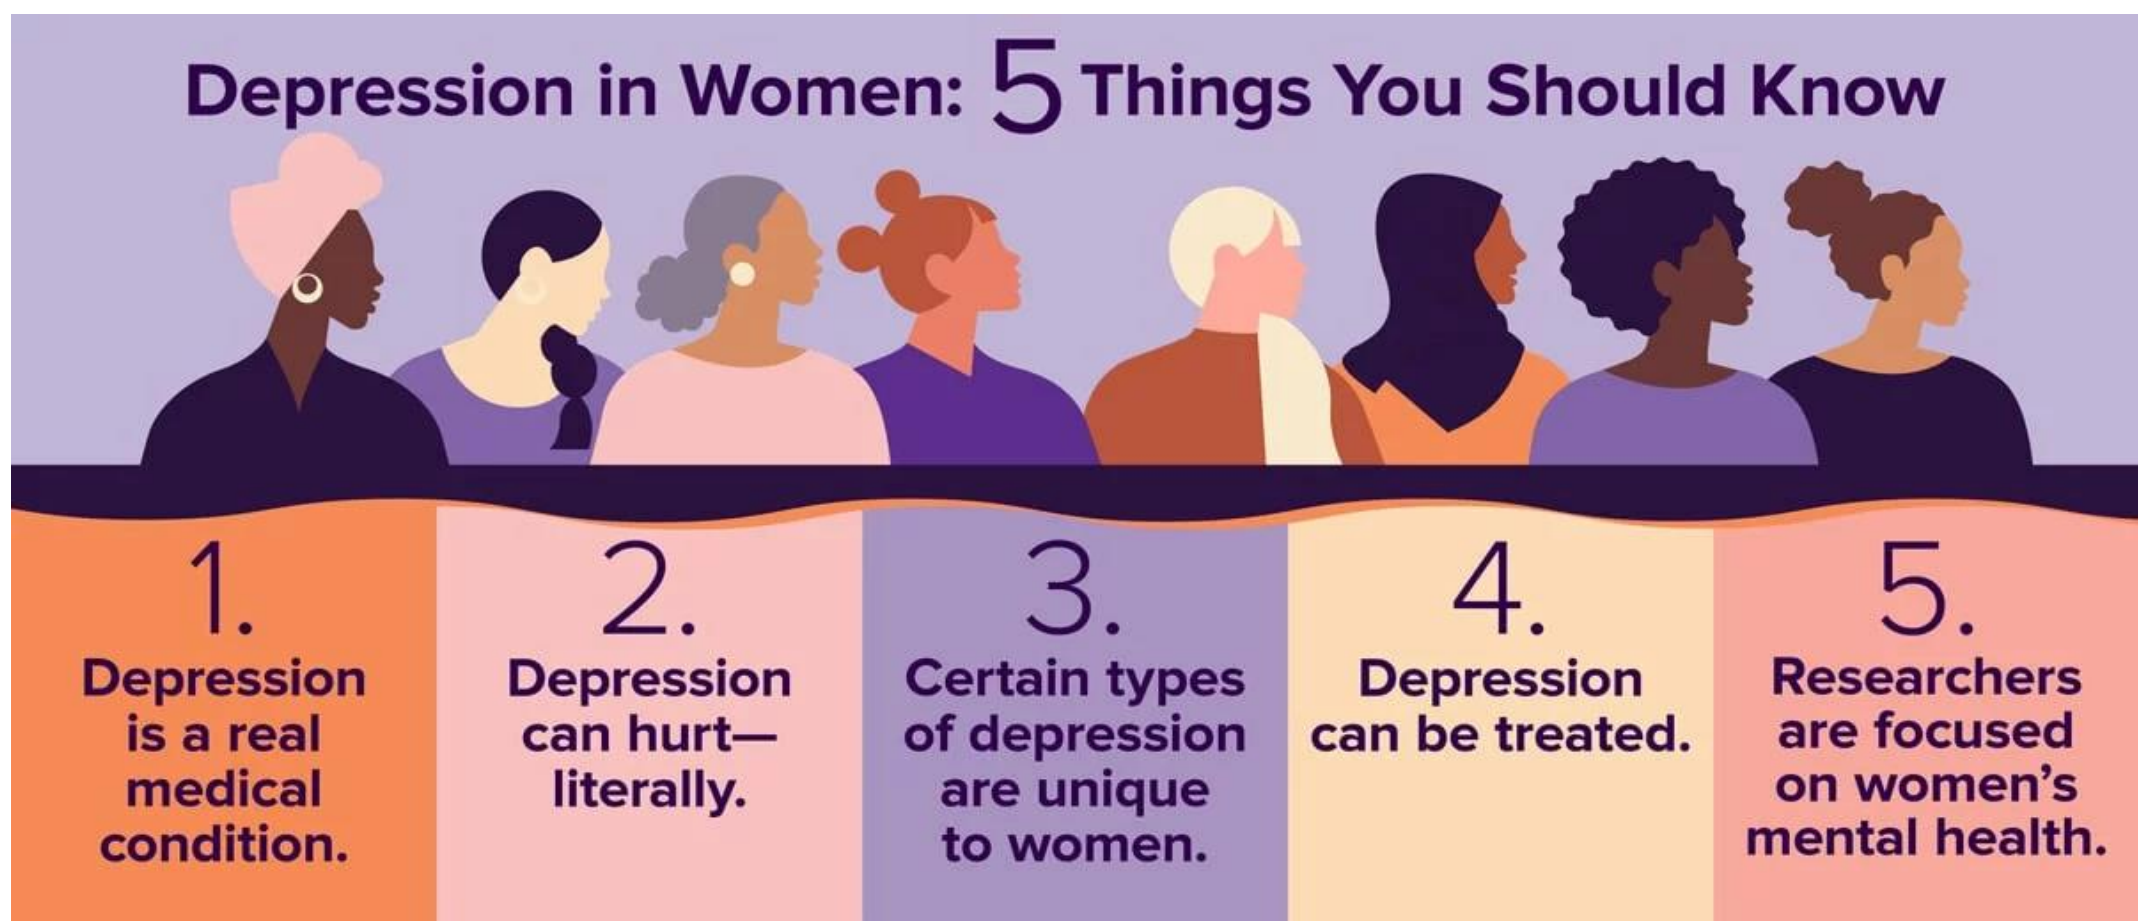 Depression in Women: 5 Things You Should Know
1.
Depression
is a real
medical
condition.
2.
Depression
can hurt—
literally.
3.
Certain types
of depression
are unique
to women.
4.
Depression
can be treated.
5.
Researchers
are focused
on women’s
mental health.